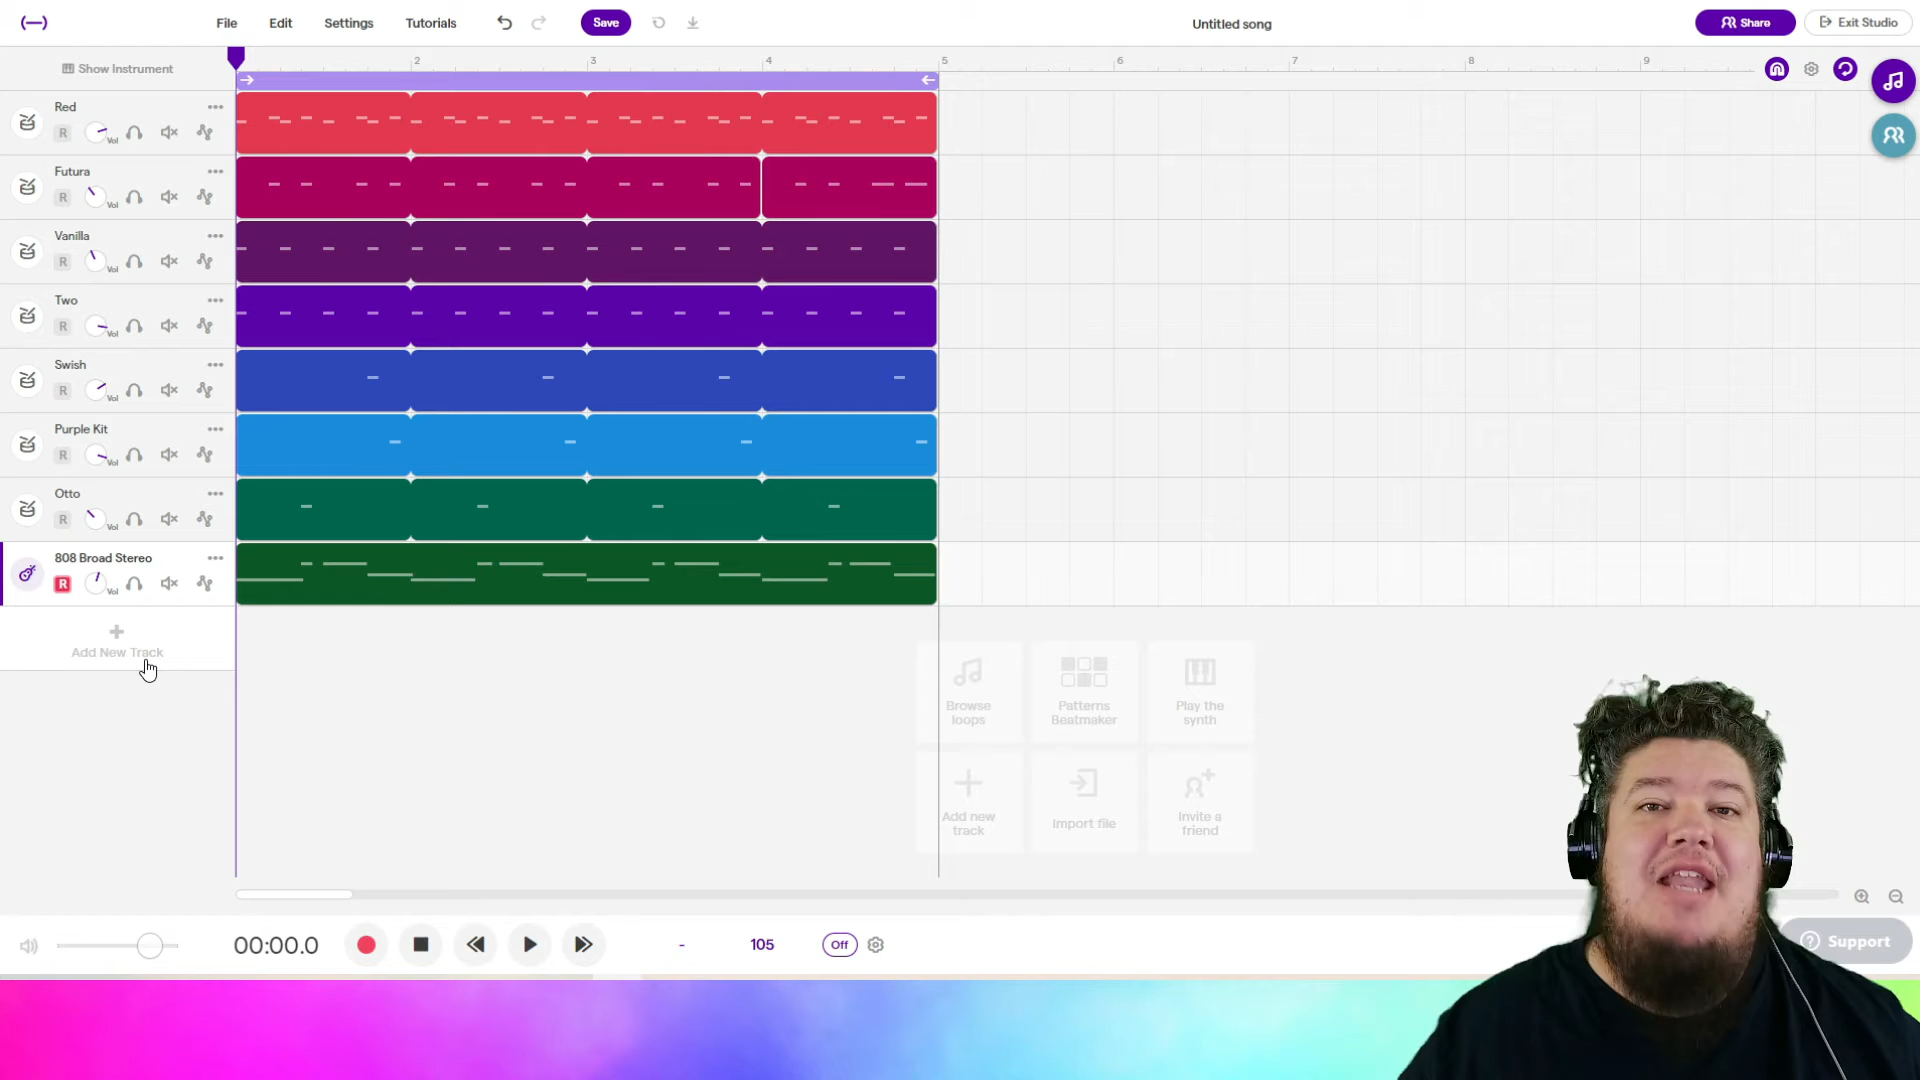 File Edit Settings Tutorials Save Untitled song Share Exit Studio
Show Instrument
2 3 4 5 6 7 8 9
Red
R Vol
Futura
R Vol
Vanilla
R Vol
Two
R Vol
Swish
R Vol
Purple Kit
R Vol
Otto
R Vol
808 Broad Stereo
R Vol
Add New Track
Browse
loops
Patterns
Beatmaker
Play the
synth
Add new
track
Import file
Invite a
friend
00:00.0 - 105 Off
Support